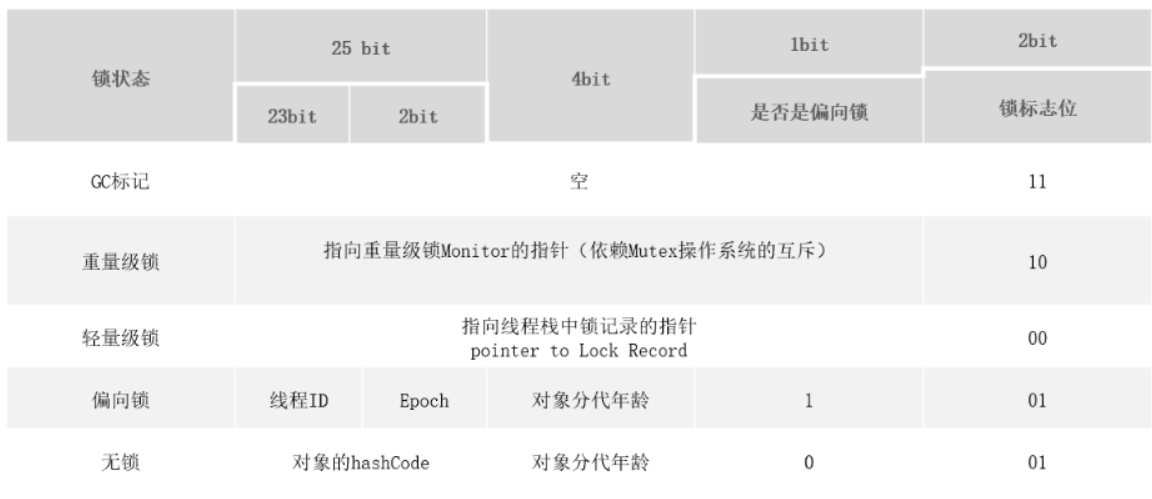 锁状态 25 bit 4bit 1bit 2bit
23bit 2bit 是否是偏向锁 锁标志位
GC标记 空 11
重量级锁 指向重量级锁Monitor的指针（依赖Mutex操作系统的互斥） 10
轻量级锁 指向线程栈中锁记录的指针 00
pointer to Lock Record
偏向锁 线程ID Epoch 对象分代年龄 1 01
无锁 对象的hashCode 对象分代年龄 0 01